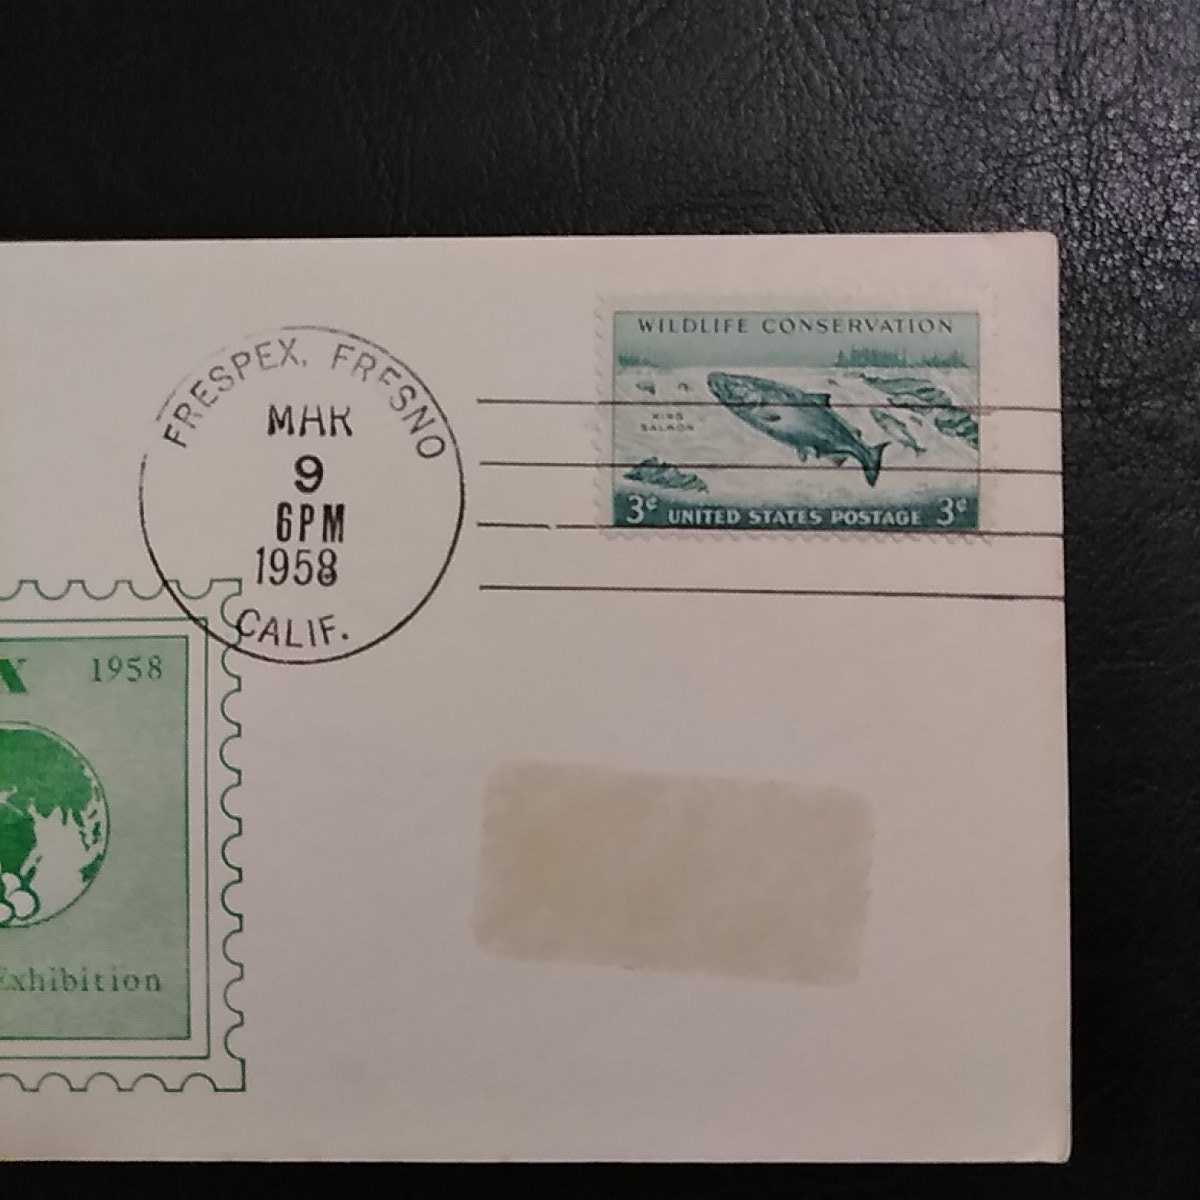 FRESPEX, FRESNO
MAR
9
6PM
1958
CALIF.
WILDLIFE CONSERVATION
KING
SALMON
3¢ UNITED STATES POSTAGE 3¢
X 1958
Exhibition